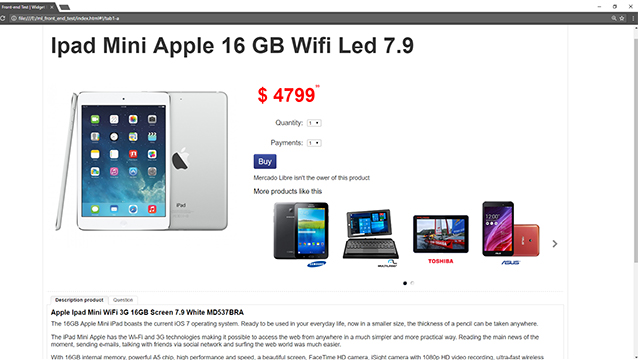 Front-end Test | Widget
file:///E:/ml_front_end_test/index.html#!/tab1-a
Ipad Mini Apple 16 GB Wifi Led 7.9
$ 4799
Quantity: 1
Payments: 1
Buy
Mercado Libre isn't the ower of this product
More products like this
iPad
SAMSUNG
MULTILASER
TOSHIBA
ASUS
Description product Question
Apple Ipad Mini WiFi 3G 16GB Screen 7.9 White MD537BRA
The 16GB Apple Mini iPad boasts the current iOS 7 operating system. Ready to be used in your everyday life, now in a smaller size, the thickness of a pencil can be taken anywhere.
The iPad Mini Apple has the Wi-Fi and 3G technologies making it possible to access the web from anywhere in a much simpler and more practical way. Reading the main news of the
moment, sending e-mails, talking with friends via social network and surfing the web world was much easier.
With 16GB internal memory, powerful A5 chip, high performance and speed, a beautiful screen, FaceTime HD camera, iSight camera with 1080p HD video recording, ultra-fast wireless